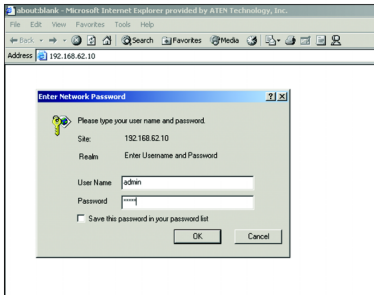 about:blank - Microsoft Internet Explorer provided by ATEN Technology, Inc.
File Edit View Favorites Tools Help
Back Search Favorites Media
Address 192.168.62.10
Enter Network Password
Please type your user name and password.
Site: 192.168.62.10
Realm Enter Username and Password
User Name admin
Password *****
Save this password in your password list
OK Cancel